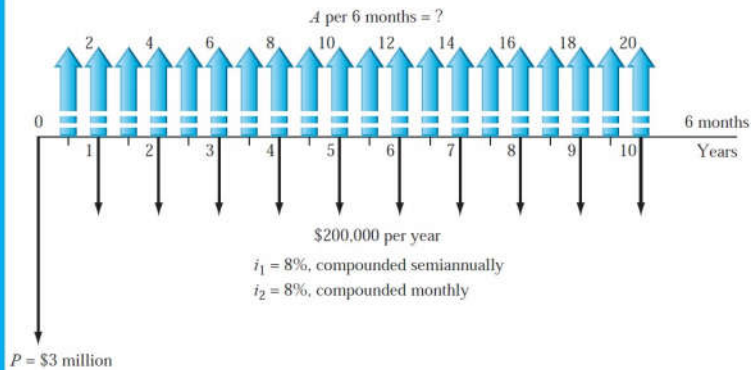 A per 6 months = ?
2 4 6 8 10 12 14 16 18 20
0 6 months
1 2 3 4 5 6 7 8 9 10 Years
$200,000 per year
i₁ = 8%, compounded semiannually
i₂ = 8%, compounded monthly
P = $3 million